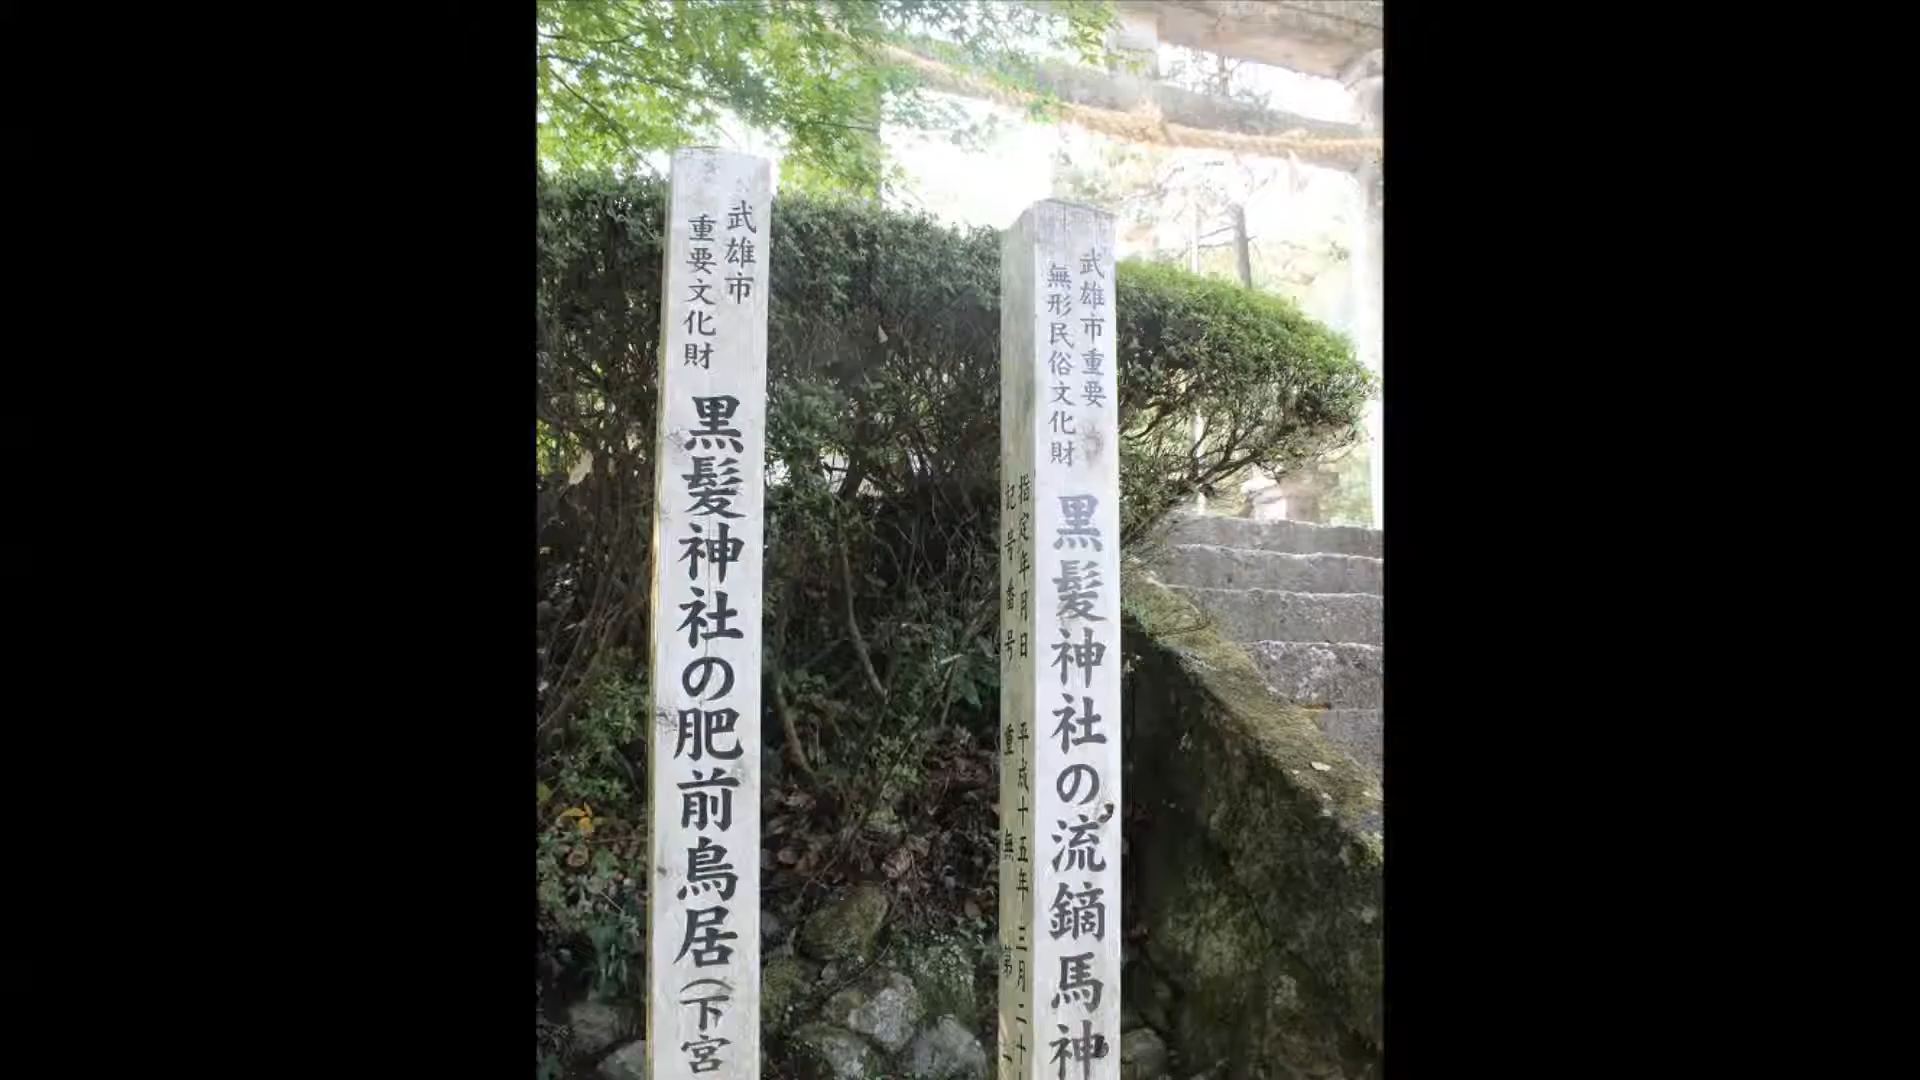 武雄市
重要文化財
黒髪神社の肥前鳥居(下宮
武雄市重要
無形民俗文化財
黒髪神社の流鏑馬神
指定年月日 平成十五年三月二十
記号番号 重無第